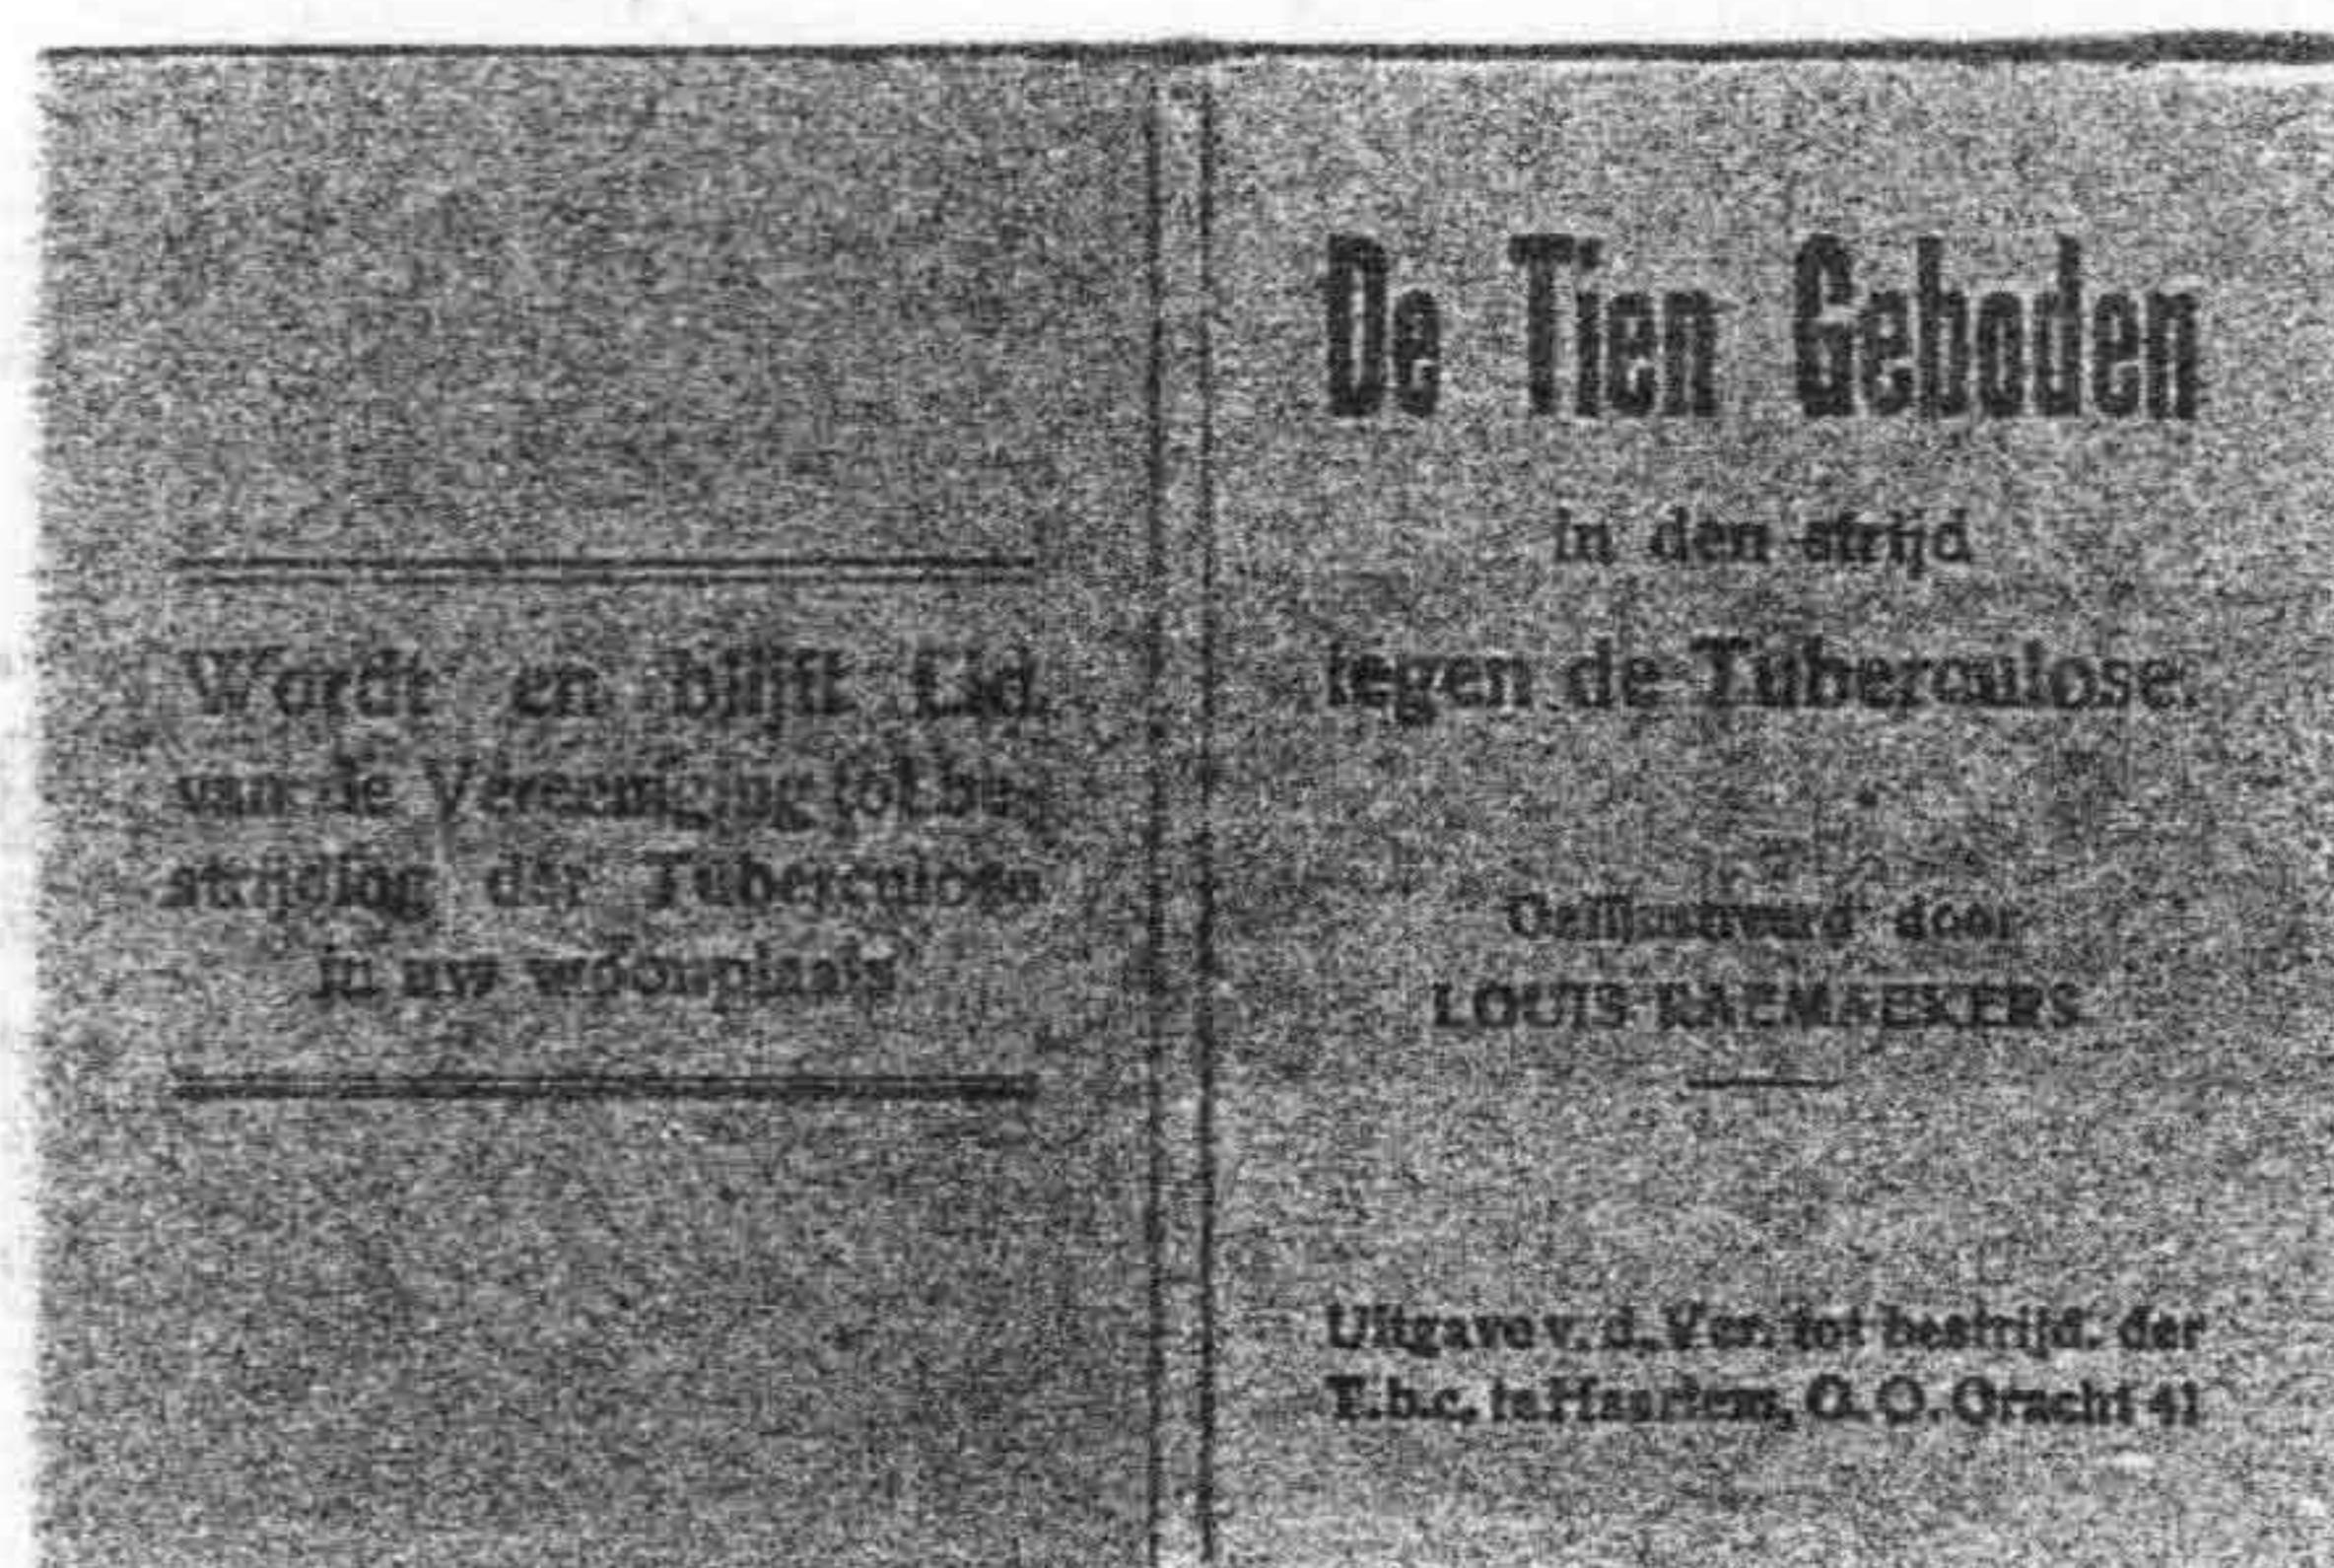 Wordt en blijft Lid
van de Vereeniging tot be-
strijding der Tuberculose
in uw woonplaats
De Tien Geboden
in den strijd
tegen de Tuberculose.
Geïllustreerd door
LOUIS RAEMAEKERS
Uitgave v. d. Ver. tot bestrijd. der
T.b.c. te Haarlem, G. O. Gracht 41